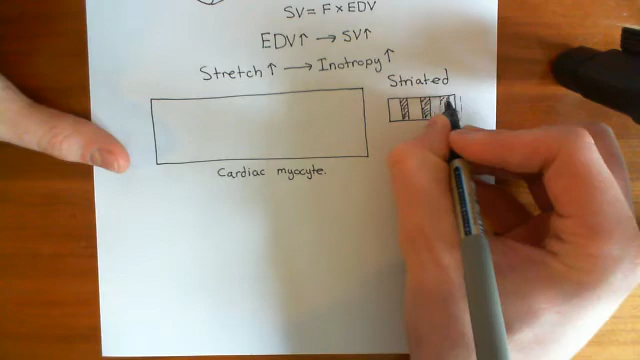 SV = F × EDV
EDV↑ → SV↑
Stretch↑ → Inotropy↑
Striated
Cardiac myocyte.